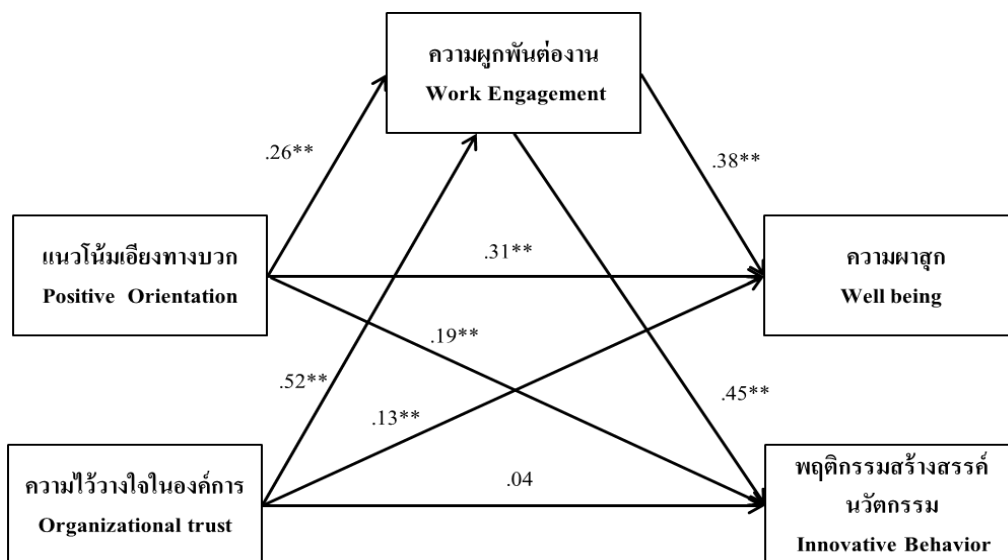 ความผูกพันต่องาน
Work Engagement
.26**
.38**
แนวโน้มเอียงทางบวก
Positive Orientation
.31**
ความผาสุก
Well being
.19**
.52**
.13**
.45**
ความไว้วางใจในองค์การ
Organizational trust
.04
พฤติกรรมสร้างสรรค์
นวัตกรรม
Innovative Behavior